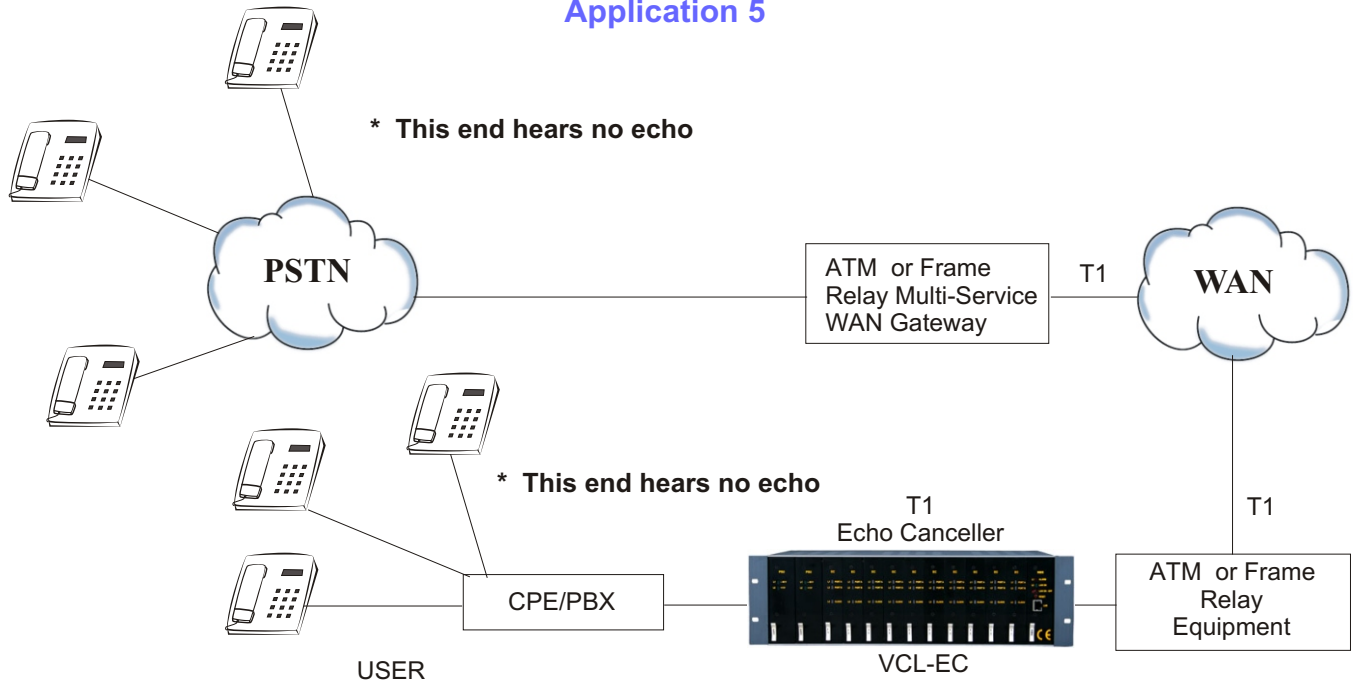 Application 5
* This end hears no echo
PSTN
ATM or Frame
Relay Multi-Service
WAN Gateway
T1
WAN
* This end hears no echo
T1
Echo Canceller
T1
CPE/PBX
ATM or Frame
Relay
Equipment
VCL-EC
USER